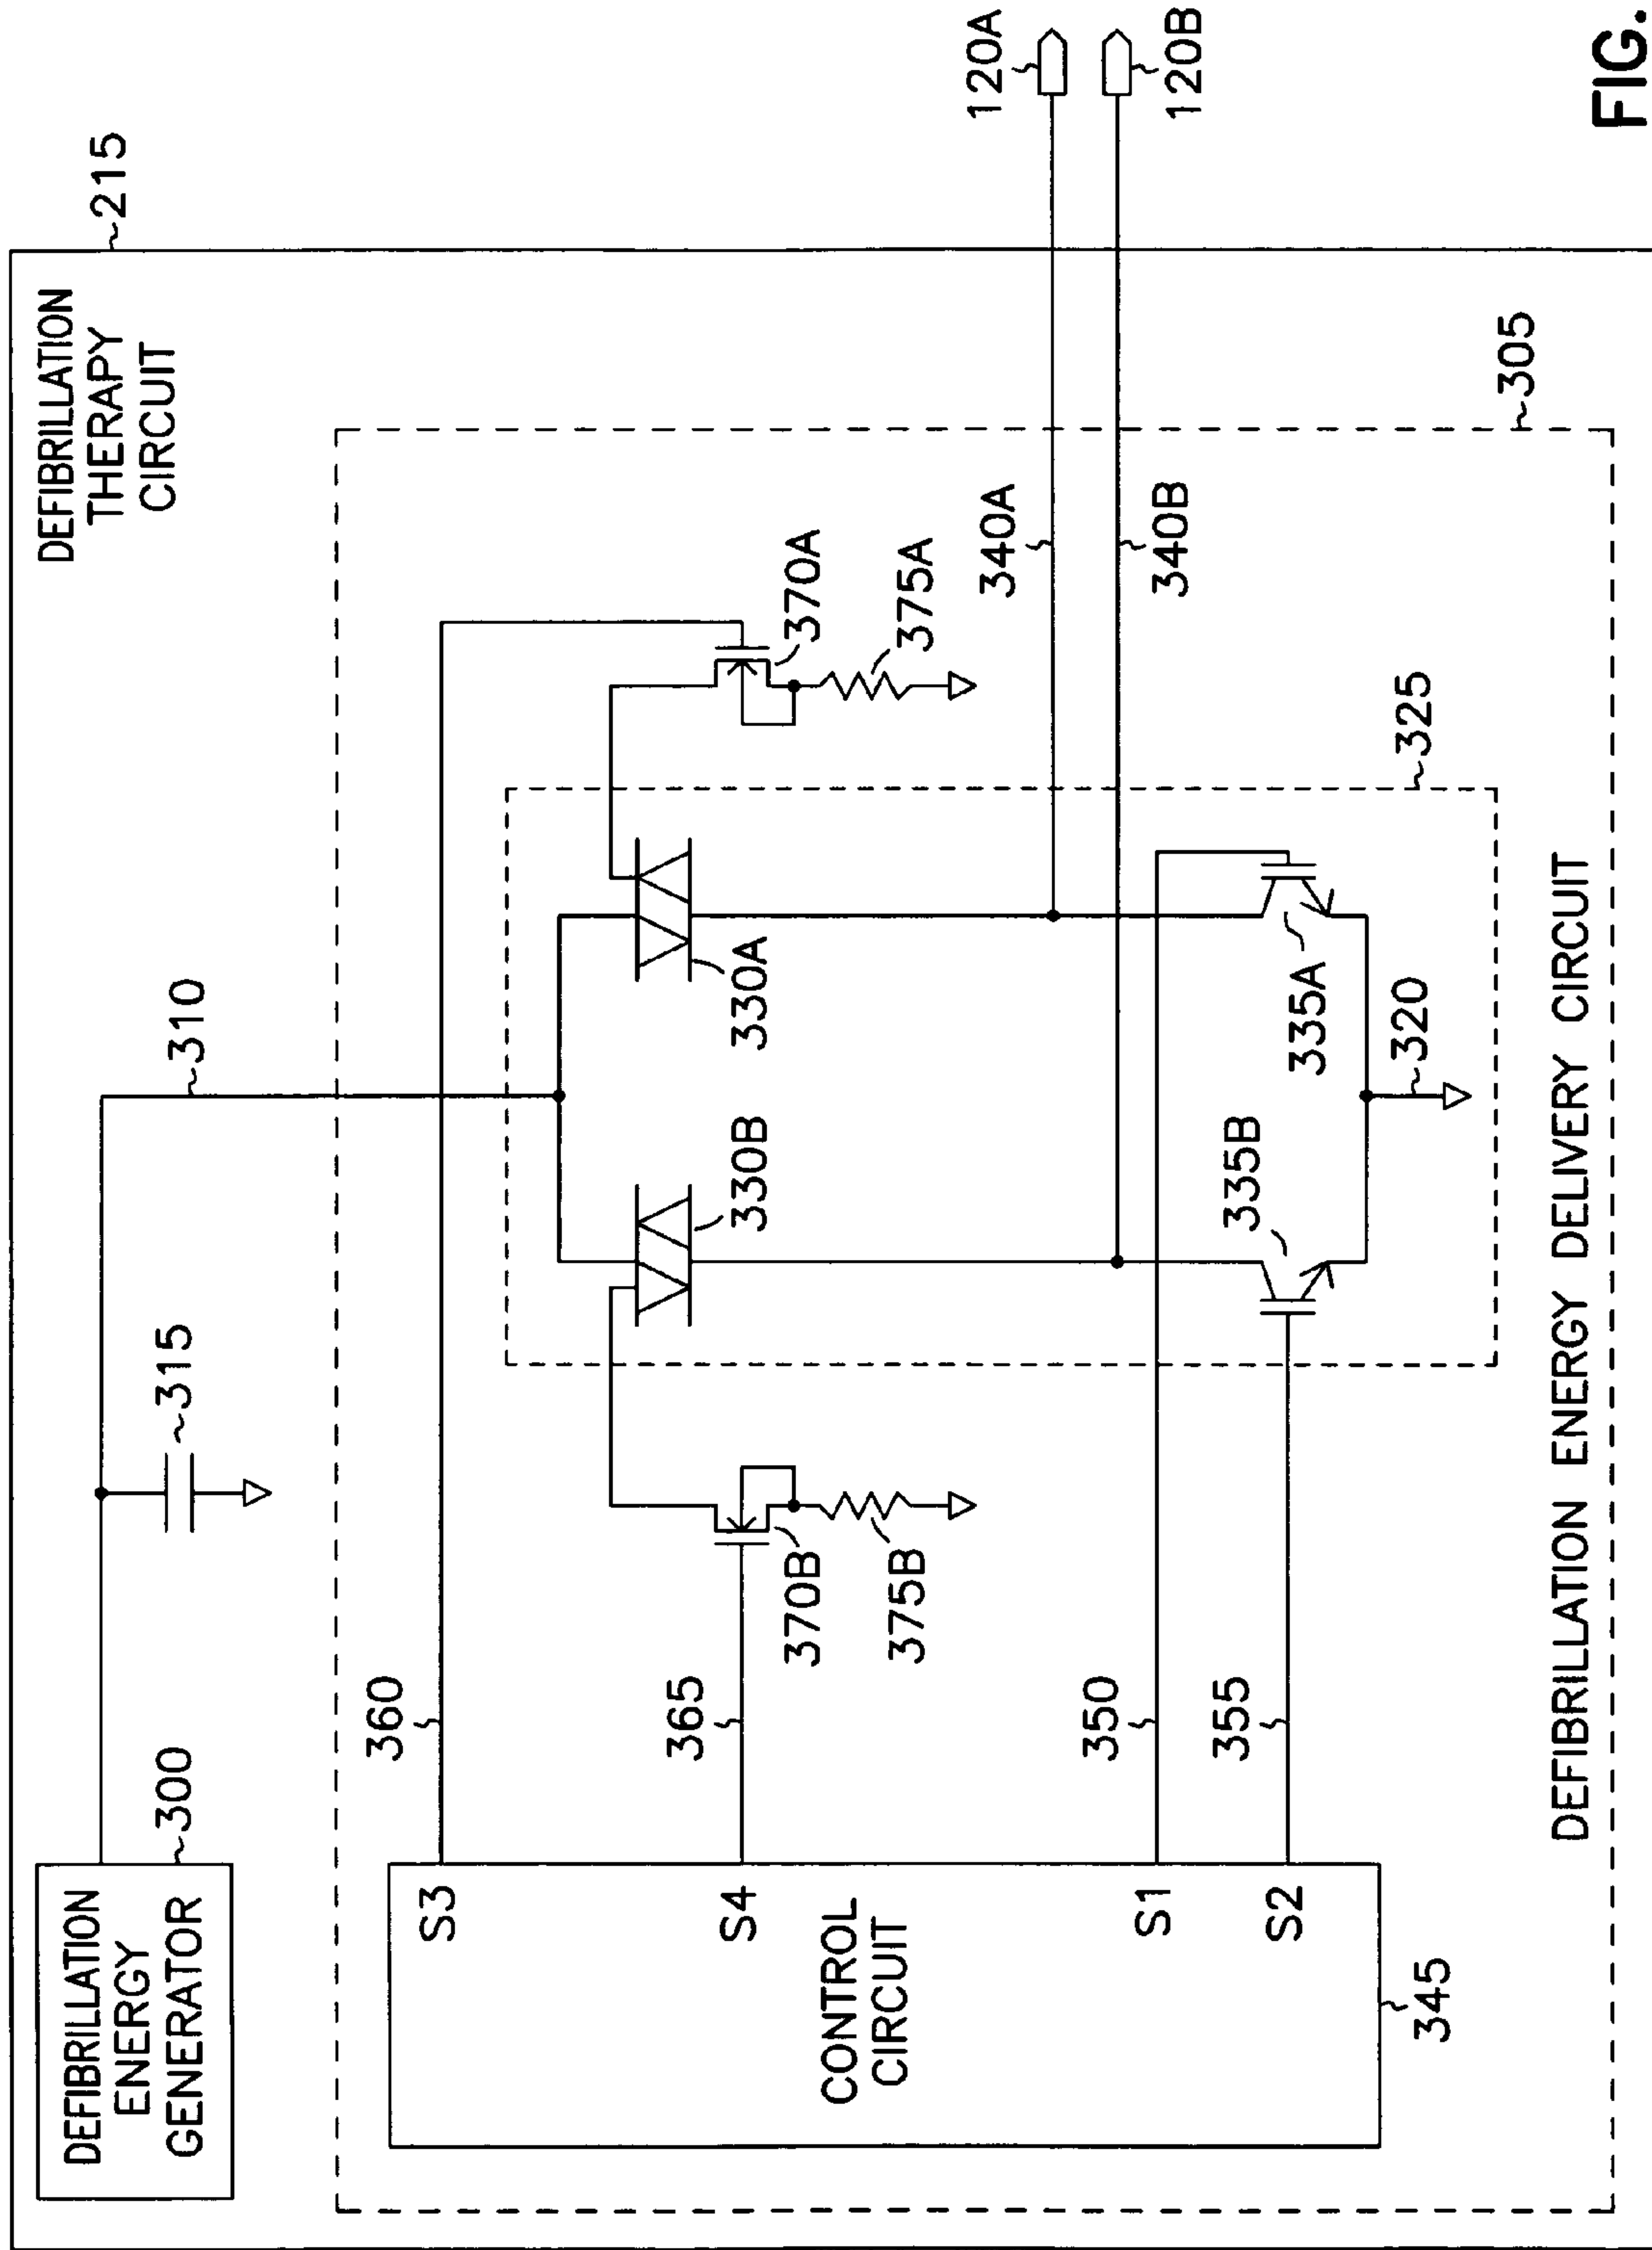 DEFIBRILLATION
THERAPY
CIRCUIT
215
DEFIBRILLATION
ENERGY
GENERATOR
300
315
310
305
360
S3
370A
375A
330B
330A
325
370B
375B
365
S4
CONTROL
CIRCUIT
340A
120A
340B
120B
350
S1
355
S2
335B
335A
320
345
DEFIBRILLATION ENERGY DELIVERY CIRCUIT
FIG.